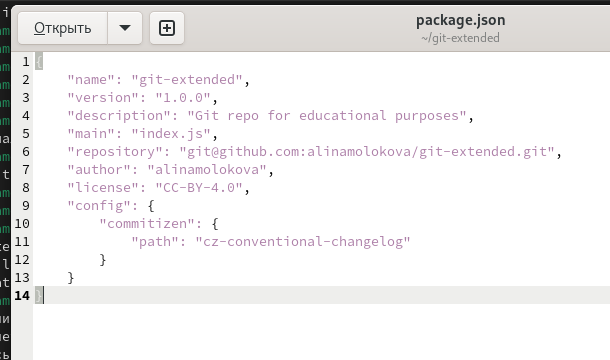 Открыть
package.json
~/git-extended
1 {
2 "name": "git-extended",
3 "version": "1.0.0",
4 "description": "Git repo for educational purposes",
5 "main": "index.js",
6 "repository": "git@github.com:alinamolokova/git-extended.git",
7 "author": "alinamolokova",
8 "license": "CC-BY-4.0",
9 "config": {
10 "commitizen": {
11 "path": "cz-conventional-changelog"
12 }
13 }
14 }